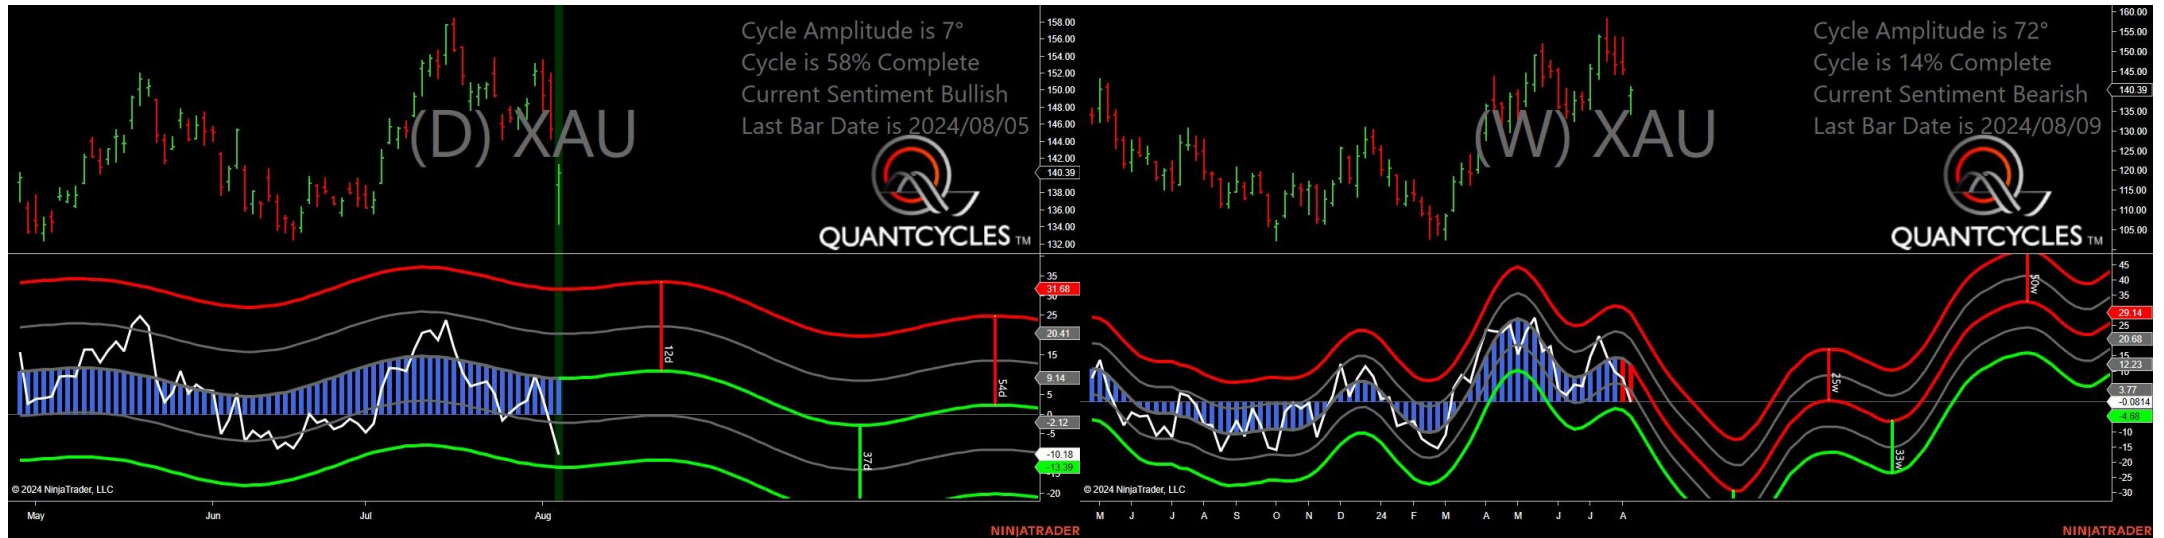 Cycle Amplitude is 7°
Cycle is 58% Complete
Current Sentiment Bullish
Last Bar Date is 2024/08/05
(D) XAU
QUANTCYCLES TM
158.00
156.00
154.00
152.00
150.00
148.00
146.00
144.00
142.00
140.39
138.00
136.00
134.00
132.00
35
31.68
30
25
20.41
15
9.14
5
0
-2.12
-5
-10.18
-13.39
-20
12d
37d
54d
© 2024 NinjaTrader, LLC
May Jun Jul Aug
NINJATRADER
Cycle Amplitude is 72°
Cycle is 14% Complete
Current Sentiment Bearish
Last Bar Date is 2024/08/09
(W) XAU
QUANTCYCLES TM
160.00
155.00
150.00
145.00
140.39
135.00
130.00
125.00
120.00
115.00
110.00
105.00
45
40
35
29.14
25
20.68
15
12.23
10
3.77
-0.0814
-4.68
-10
-15
-20
-25
-30
25w
33w
50w
© 2024 NinjaTrader, LLC
M J J A S O N D 24 F M A M J J A
NINJATRADER